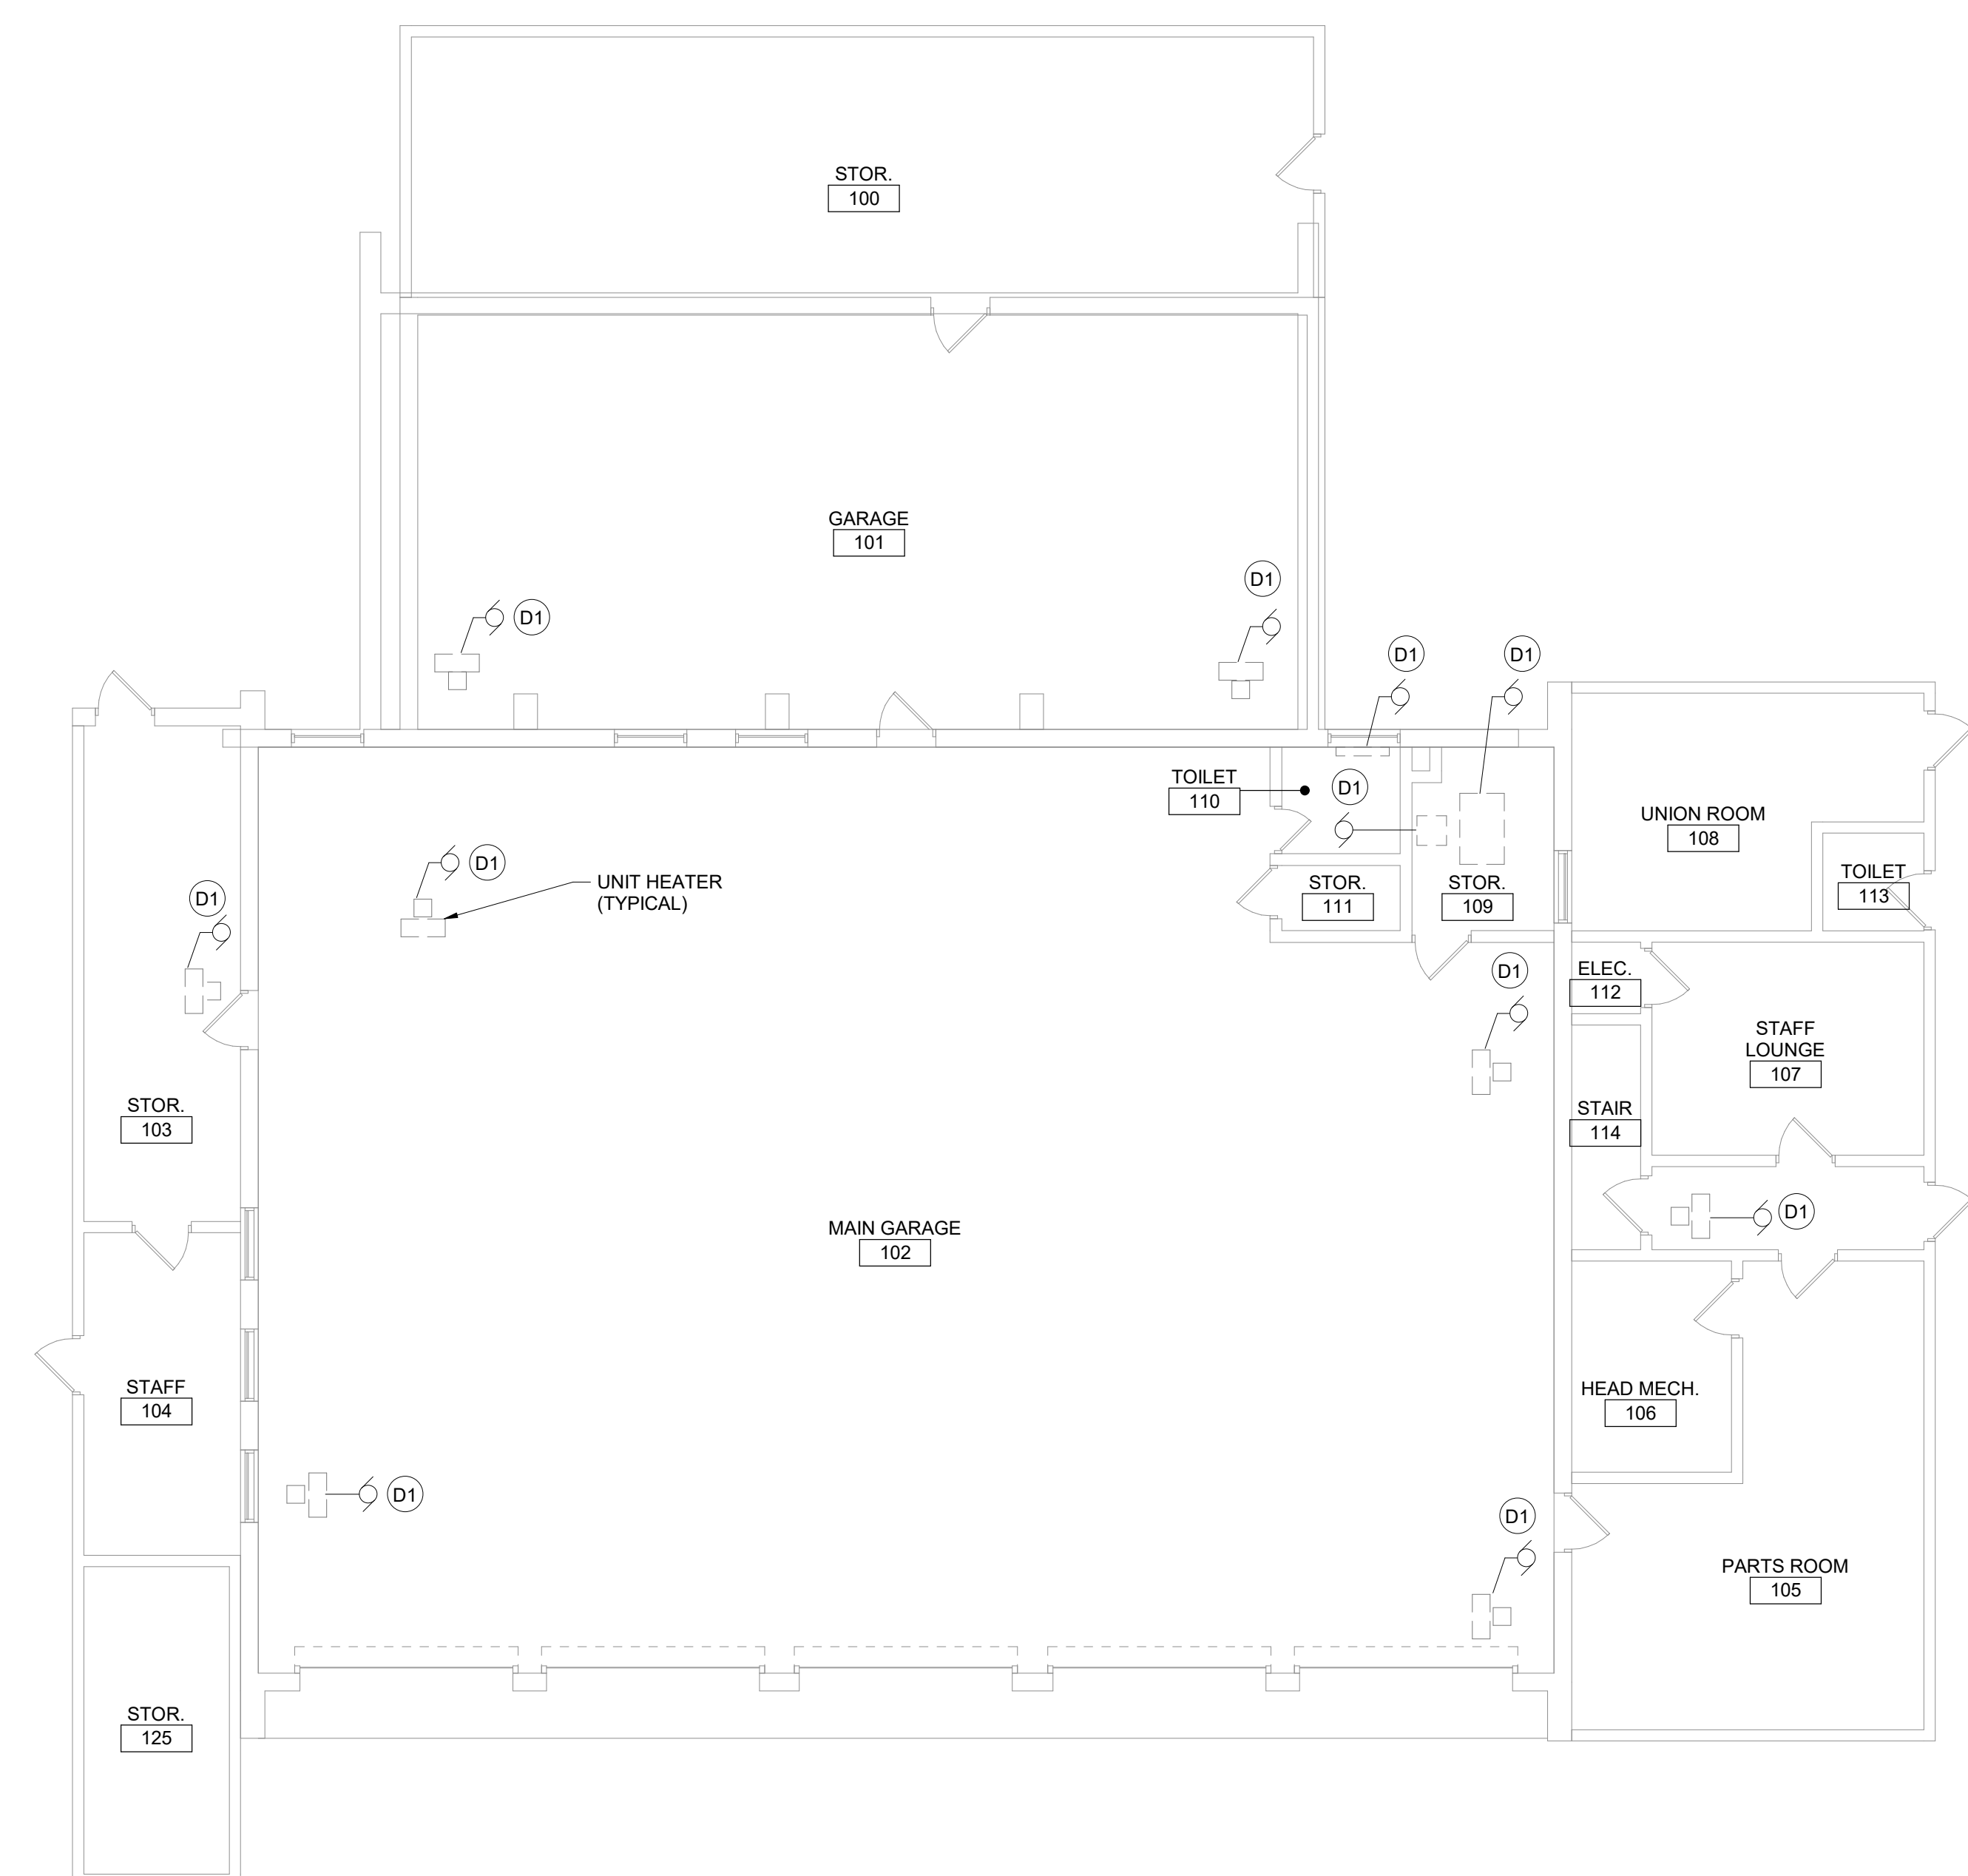 STOR.
100
GARAGE
101
D1
D1
D1
D1
TOILET
110
D1
UNION ROOM
108
D1
UNIT HEATER
(TYPICAL)
D1
STOR.
111
STOR.
109
TOILET
113
D1
ELEC.
112
STAFF
LOUNGE
107
STOR.
103
STAIR
114
D1
MAIN GARAGE
102
STAFF
104
HEAD MECH.
106
D1
D1
PARTS ROOM
105
STOR.
125